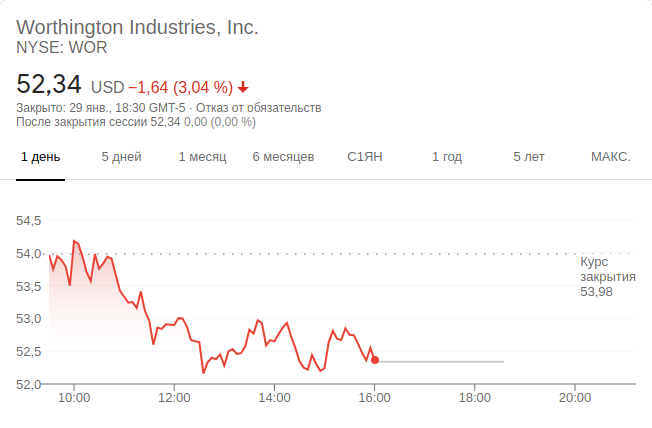 Worthington Industries, Inc.
NYSE: WOR
52,34 USD −1,64 (3,04 %)
Закрыто: 29 янв., 18:30 GMT-5 · Отказ от обязательств
После закрытия сессии 52,34 0,00 (0,00 %)
1 день 5 дней 1 месяц 6 месяцев С1ЯН 1 год 5 лет МАКС.
54,5
54,0
Курс
закрытия
53,98
53,5
53,0
52,5
52,0
10:00 12:00 14:00 16:00 18:00 20:00